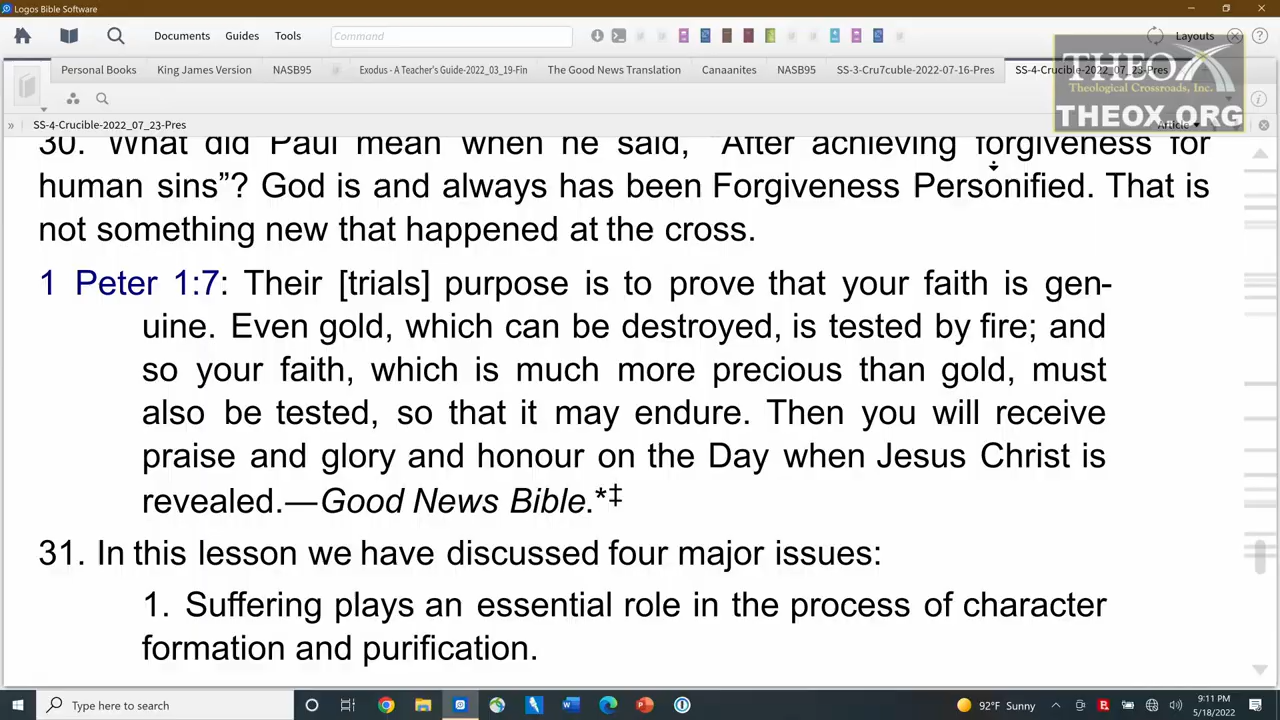 Logos Bible Software
Documents Guides Tools Command Layouts
Personal Books King James Version NASB95 2022_03_19-Fin The Good News Translation Canaanites NASB95 SS-3-Cri7cuble-2022-07-16-Pres SS-4-Crucible-2022_07_23-Pres
THEOX
Theological Crossroads, Inc.
THEOX.ORG
SS-4-Crucible-2022_07_23-Pres Article
30. What did Paul mean when he said, “After achieving forgiveness for
human sins”? God is and always has been Forgiveness Personified. That is
not something new that happened at the cross.
1 Peter 1:7: Their [trials] purpose is to prove that your faith is gen-
uine. Even gold, which can be destroyed, is tested by fire; and
so your faith, which is much more precious than gold, must
also be tested, so that it may endure. Then you will receive
praise and glory and honour on the Day when Jesus Christ is
revealed.—Good News Bible.*‡
31. In this lesson we have discussed four major issues:
1. Suffering plays an essential role in the process of character
formation and purification.
Type here to search
92°F Sunny
9:11 PM
5/18/2022